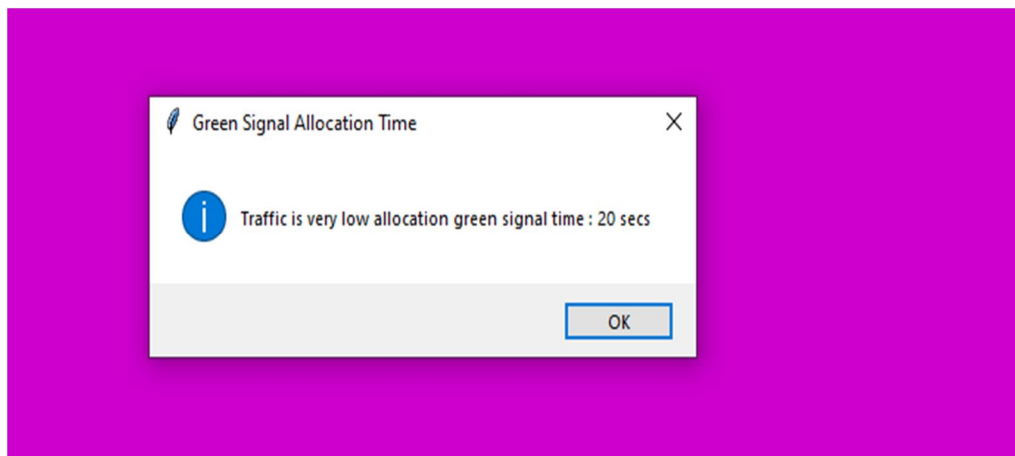 Green Signal Allocation Time
Traffic is very low allocation green signal time : 20 secs
OK